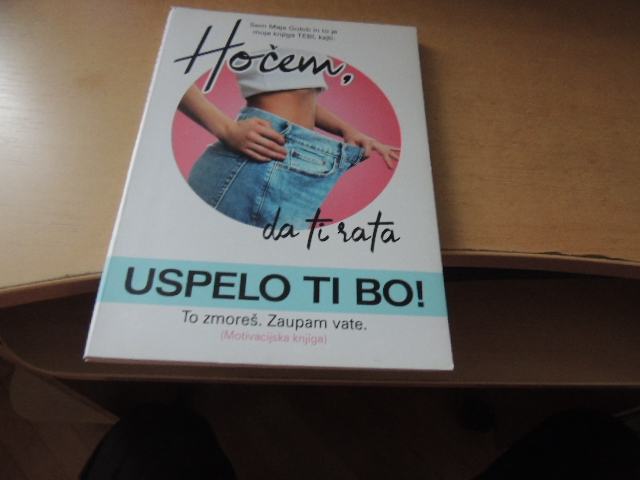 Sem Maja Golob in to je
moja knjiga TEBI, kajti:
Hočem,
da ti rata
USPELO TI BO!
To zmoreš. Zaupam vate.
(Motivacijska knjiga)